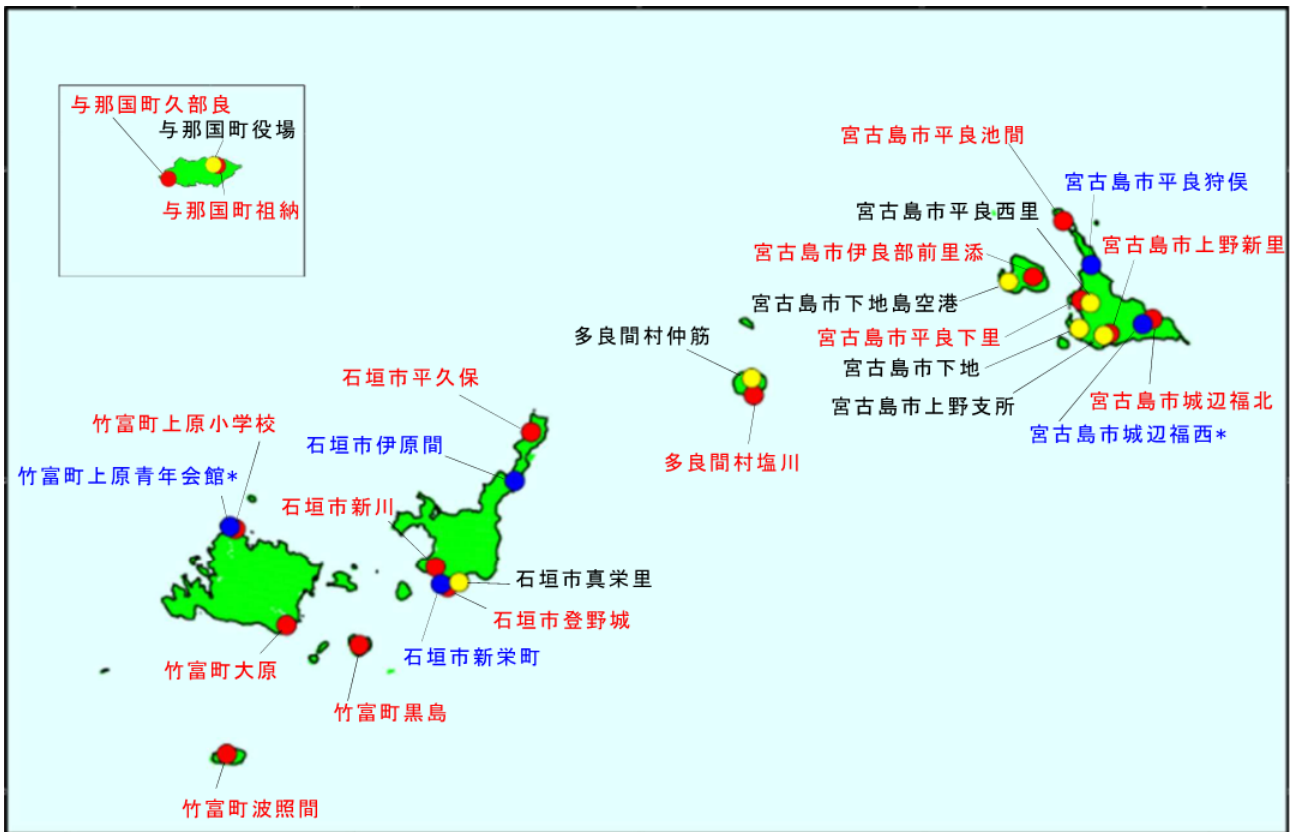 与那国町久部良
与那国町役場
与那国町祖納
宮古島市平良池間
宮古島市平良狩俣
宮古島市平良西里
宮古島市上野新里
宮古島市伊良部前里添
宮古島市下地島空港
宮古島市平良下里
多良間村仲筋
宮古島市下地
石垣市平久保
宮古島市城辺福北
宮古島市上野支所
竹富町上原小学校
石垣市伊原間
宮古島市城辺福西*
多良間村塩川
竹富町上原青年会館*
石垣市新川
石垣市真栄里
石垣市登野城
石垣市新栄町
竹富町大原
竹富町黒島
竹富町波照間